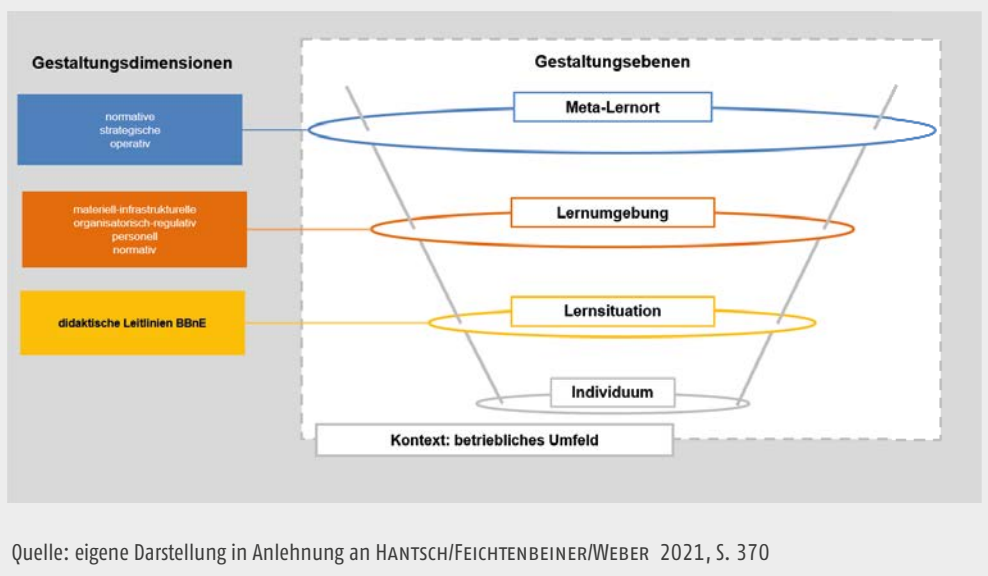 Gestaltungsdimensionen
normative
strategische
operativ
materiell-infrastrukturelle
organisatorisch-regulativ
personell
normativ
didaktische Leitlinien BBnE
Gestaltungsebenen
Meta-Lernort
Lernumgebung
Lernsituation
Individuum
Kontext: betriebliches Umfeld
Quelle: eigene Darstellung in Anlehnung an HANTSCH/FEICHTENBEINER/WEBER 2021, S. 370